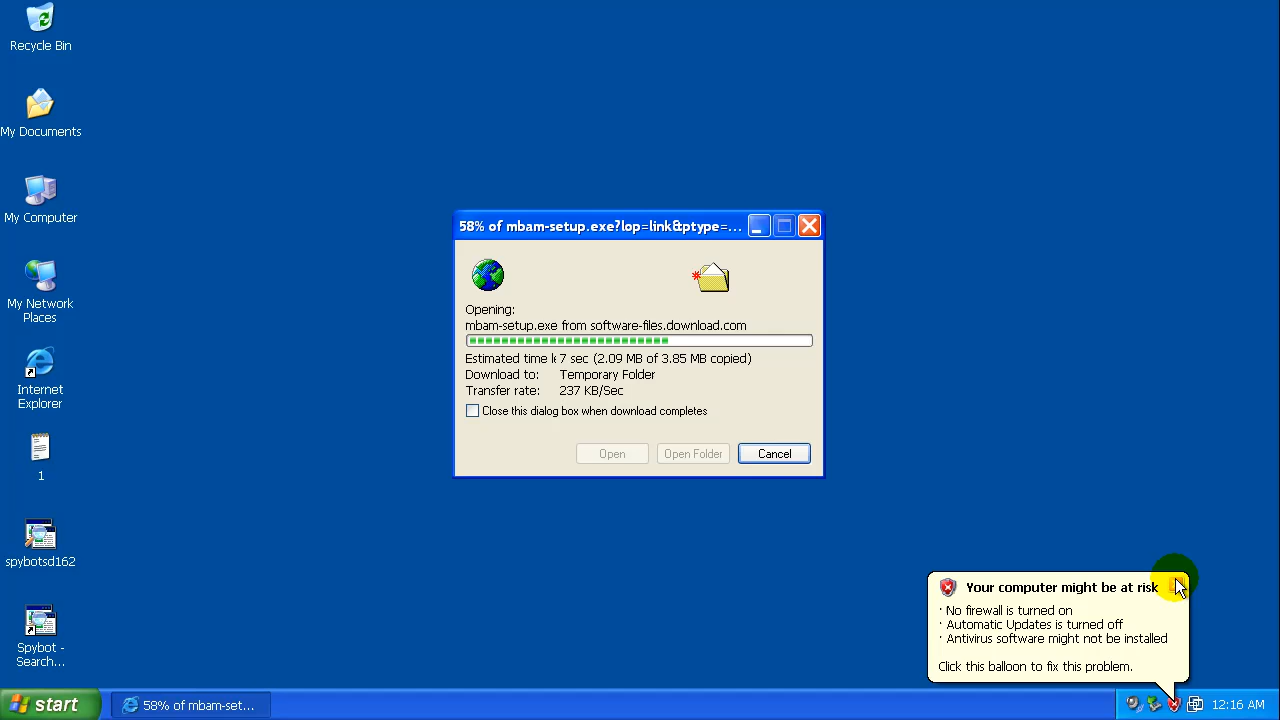 Recycle Bin
My Documents
My Computer
My Network
Places
Internet
Explorer
1
spybotsd162
Spybot -
Search...
58% of mbam-setup.exe?lop=link&ptype=...
Opening:
mbam-setup.exe from software-files.download.com
Estimated time l 7 sec (2.09 MB of 3.85 MB copied)
Download to: Temporary Folder
Transfer rate: 237 KB/Sec
Close this dialog box when download completes
Open Open Folder Cancel
Your computer might be at risk
· No firewall is turned on
· Automatic Updates is turned off
· Antivirus software might not be installed
Click this balloon to fix this problem.
start 58% of mbam-set... 12:16 AM